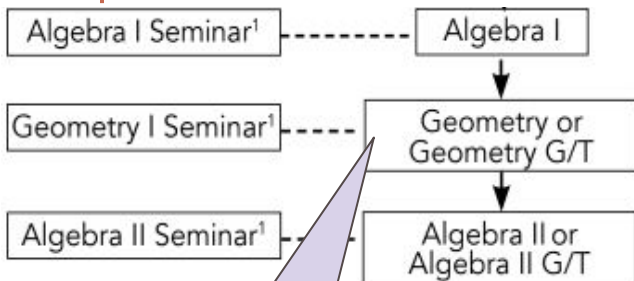 Algebra I Seminar¹
Algebra I
Geometry I Seminar¹
Geometry or
Geometry G/T
Algebra II Seminar¹
Algebra II or
Algebra II G/T